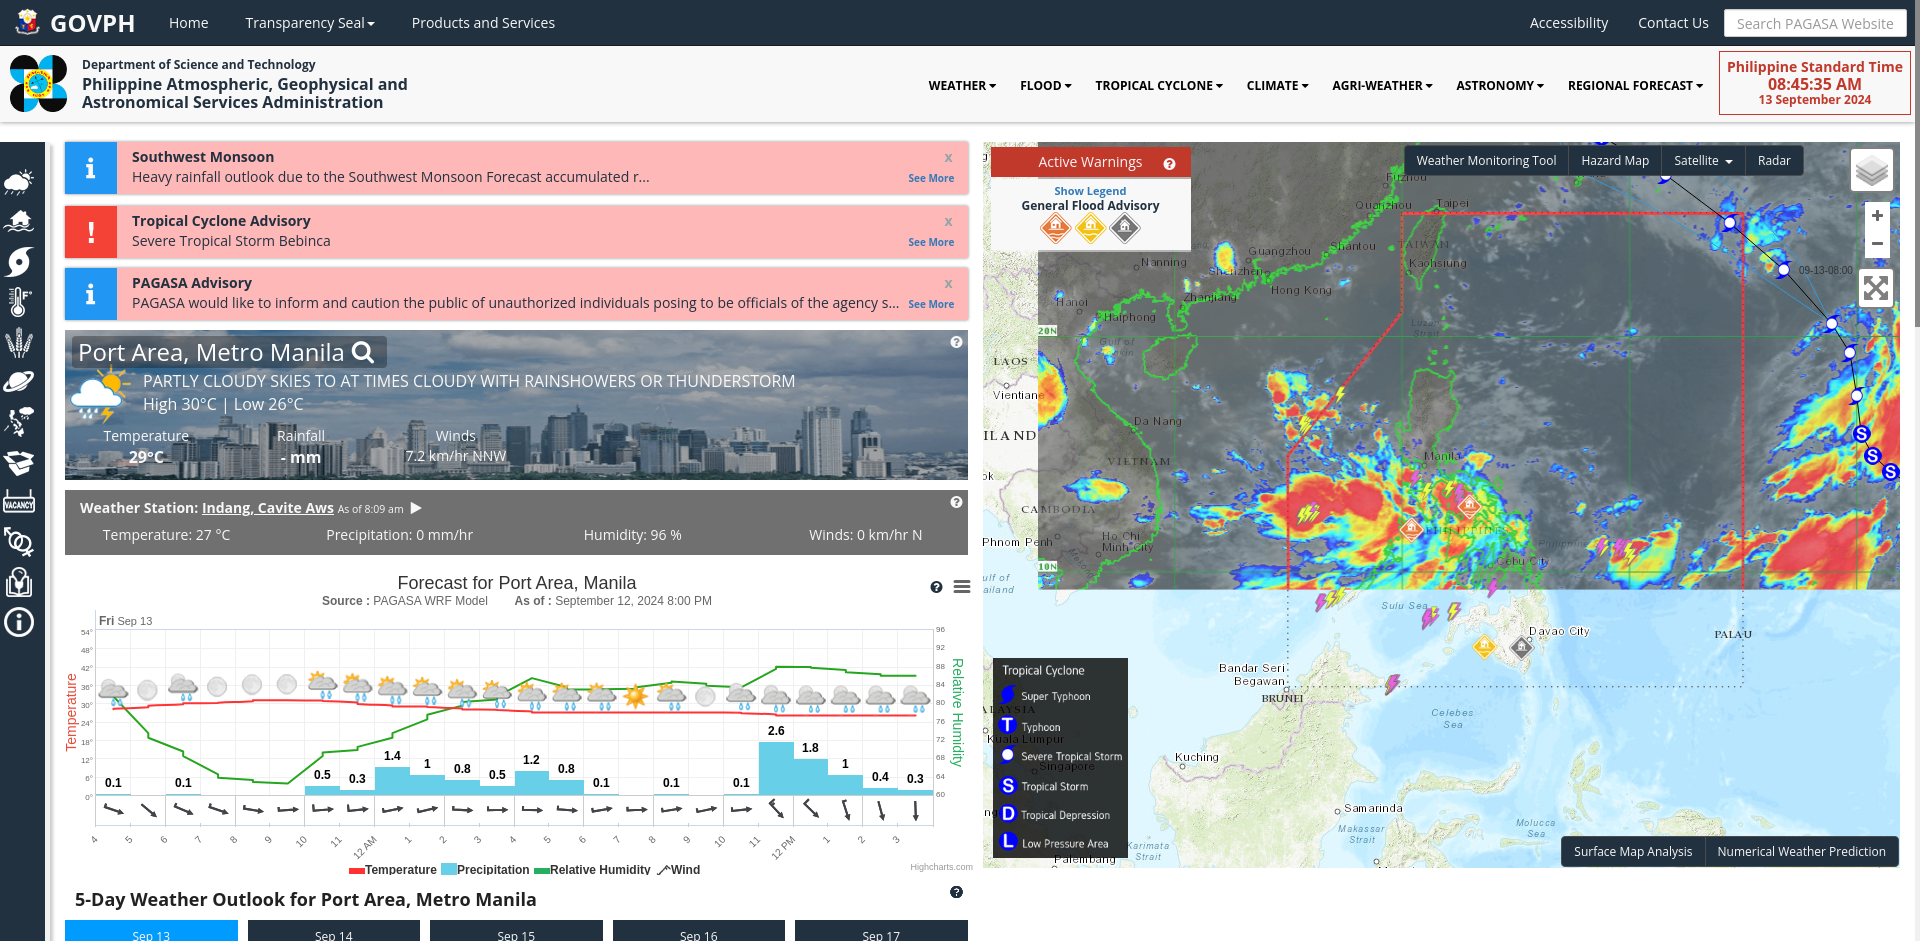 GOVPH
Home
Transparency Seal
Products and Services
Accessibility
Contact Us
Search PAGASA Website
Department of Science and Technology
Philippine Atmospheric, Geophysical and
Astronomical Services Administration
WEATHER
FLOOD
TROPICAL CYCLONE
CLIMATE
AGRI-WEATHER
ASTRONOMY
REGIONAL FORECAST
Philippine Standard Time
08:45:35 AM
13 September 2024
Southwest Monsoon
x
Heavy rainfall outlook due to the Southwest Monsoon Forecast accumulated r...
See More
Tropical Cyclone Advisory
x
Severe Tropical Storm Bebinca
See More
PAGASA Advisory
x
PAGASA would like to inform and caution the public of unauthorized individuals posing to be officials of the agency s...
See More
VACANCY
Port Area, Metro Manila
PARTLY CLOUDY SKIES TO AT TIMES CLOUDY WITH RAINSHOWERS OR THUNDERSTORM
High 30°C | Low 26°C
Temperature
29°C
Rainfall
- mm
Winds
7.2 km/hr NNW
Weather Station: Indang, Cavite Aws As of 8:09 am
Temperature: 27 °C
Precipitation: 0 mm/hr
Humidity: 96 %
Winds: 0 km/hr N
Forecast for Port Area, Manila
Source : PAGASA WRF Model As of : September 12, 2024 8:00 PM
Fri Sep 13
54°
48°
42°
36°
30°
24°
18°
12°
6°
0°
Temperature
96
92
88
84
80
76
72
68
64
60
Relative Humidity
0.1
0.1
0.5
0.3
1.4
1
0.8
0.5
1.2
0.8
0.1
0.1
0.1
2.6
1.8
1
0.4
0.3
4
5
6
7
8
9
10
11
12 AM
1
2
3
4
5
6
7
8
9
10
11
12 PM
1
2
3
Temperature
Precipitation
Relative Humidity
Wind
Highcharts.com
5-Day Weather Outlook for Port Area, Metro Manila
Sep 13
Sep 14
Sep 15
Sep 16
Sep 17
Active Warnings
Show Legend
General Flood Advisory
Weather Monitoring Tool
Hazard Map
Satellite
Radar
+
−
09-13-08:00
Fuzhou
Quanzhou
Taipei
Shantou
TAIWAN
Kaohsiung
Guangzhou
Shenzhen
Hong Kong
Nanning
Zhanjiang
Hanoi
Haiphong
20N
Gulf of
Luzon
Strait
LAOS
Vientiane
Da Nang
ILAND
VIETNAM
ok
CAMBODIA
Phnom Penh
Ho Chi
Minh City
10N
ulf of
ailand
Manila
PHILIPPINES
Cebu City
Sulu Sea
Davao City
PALAU
Bandar Seri
Begawan
BRUNEI
Celebes
Sea
ALAYSIA
Kuala Lumpur
Singapore
Kuching
Samarinda
Makassar
Strait
Molucca
Sea
Karimata
Strait
Palembang
Tropical Cyclone
Super Typhoon
T Typhoon
Severe Tropical Storm
S Tropical Storm
D Tropical Depression
L Low Pressure Area
S
S
S
Surface Map Analysis
Numerical Weather Prediction